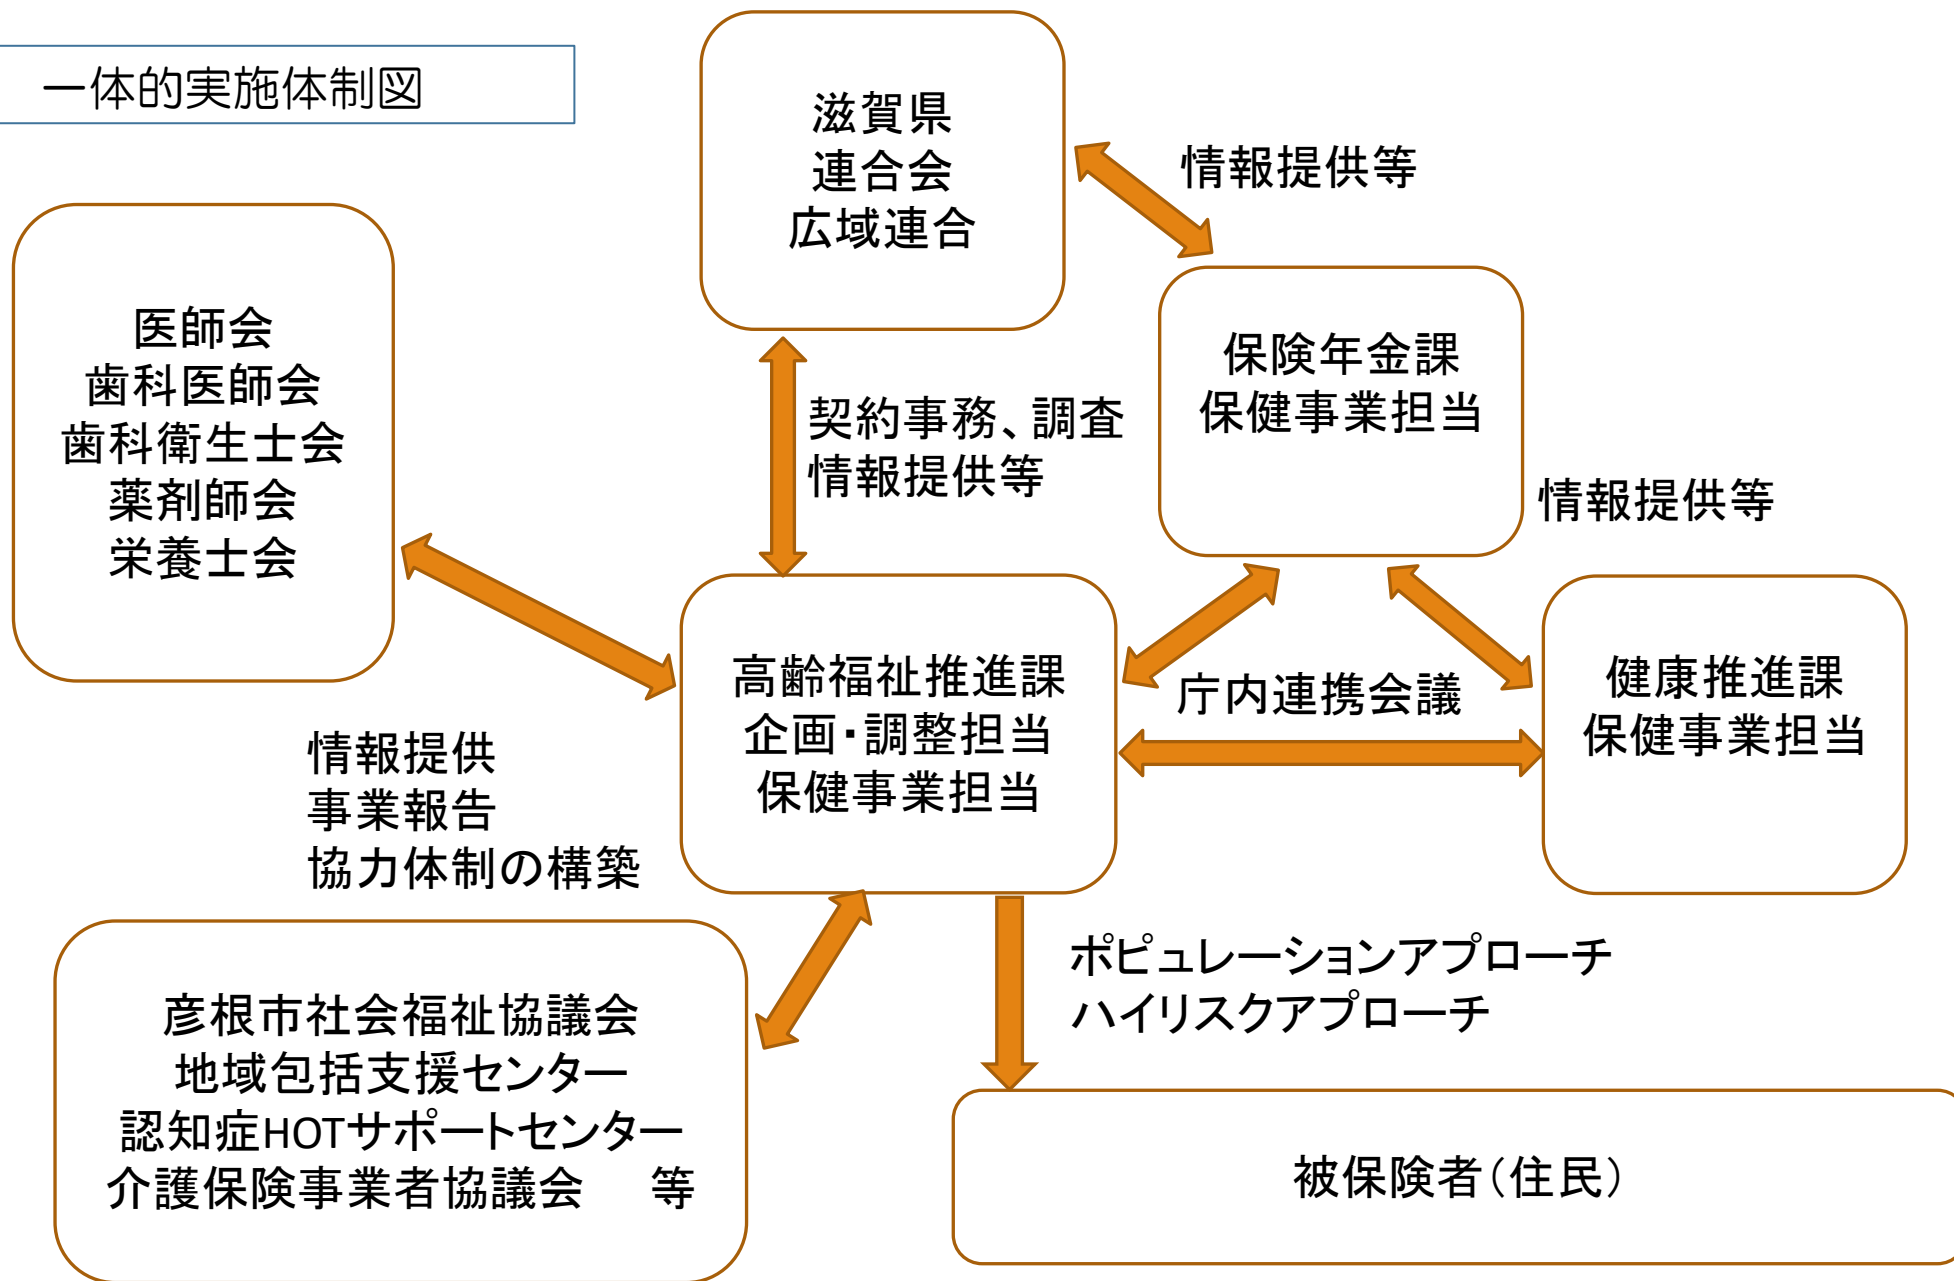 一体的実施体制図
滋賀県
連合会
広域連合
情報提供等
医師会
歯科医師会
歯科衛生士会
薬剤師会
栄養士会
保険年金課
保健事業担当
契約事務、調査
情報提供等
情報提供等
高齢福祉推進課
企画・調整担当
保健事業担当
庁内連携会議
健康推進課
保健事業担当
情報提供
事業報告
協力体制の構築
ポピュレーションアプローチ
ハイリスクアプローチ
彦根市社会福祉協議会
地域包括支援センター
認知症HOTサポートセンター
介護保険事業者協議会　等
被保険者（住民）